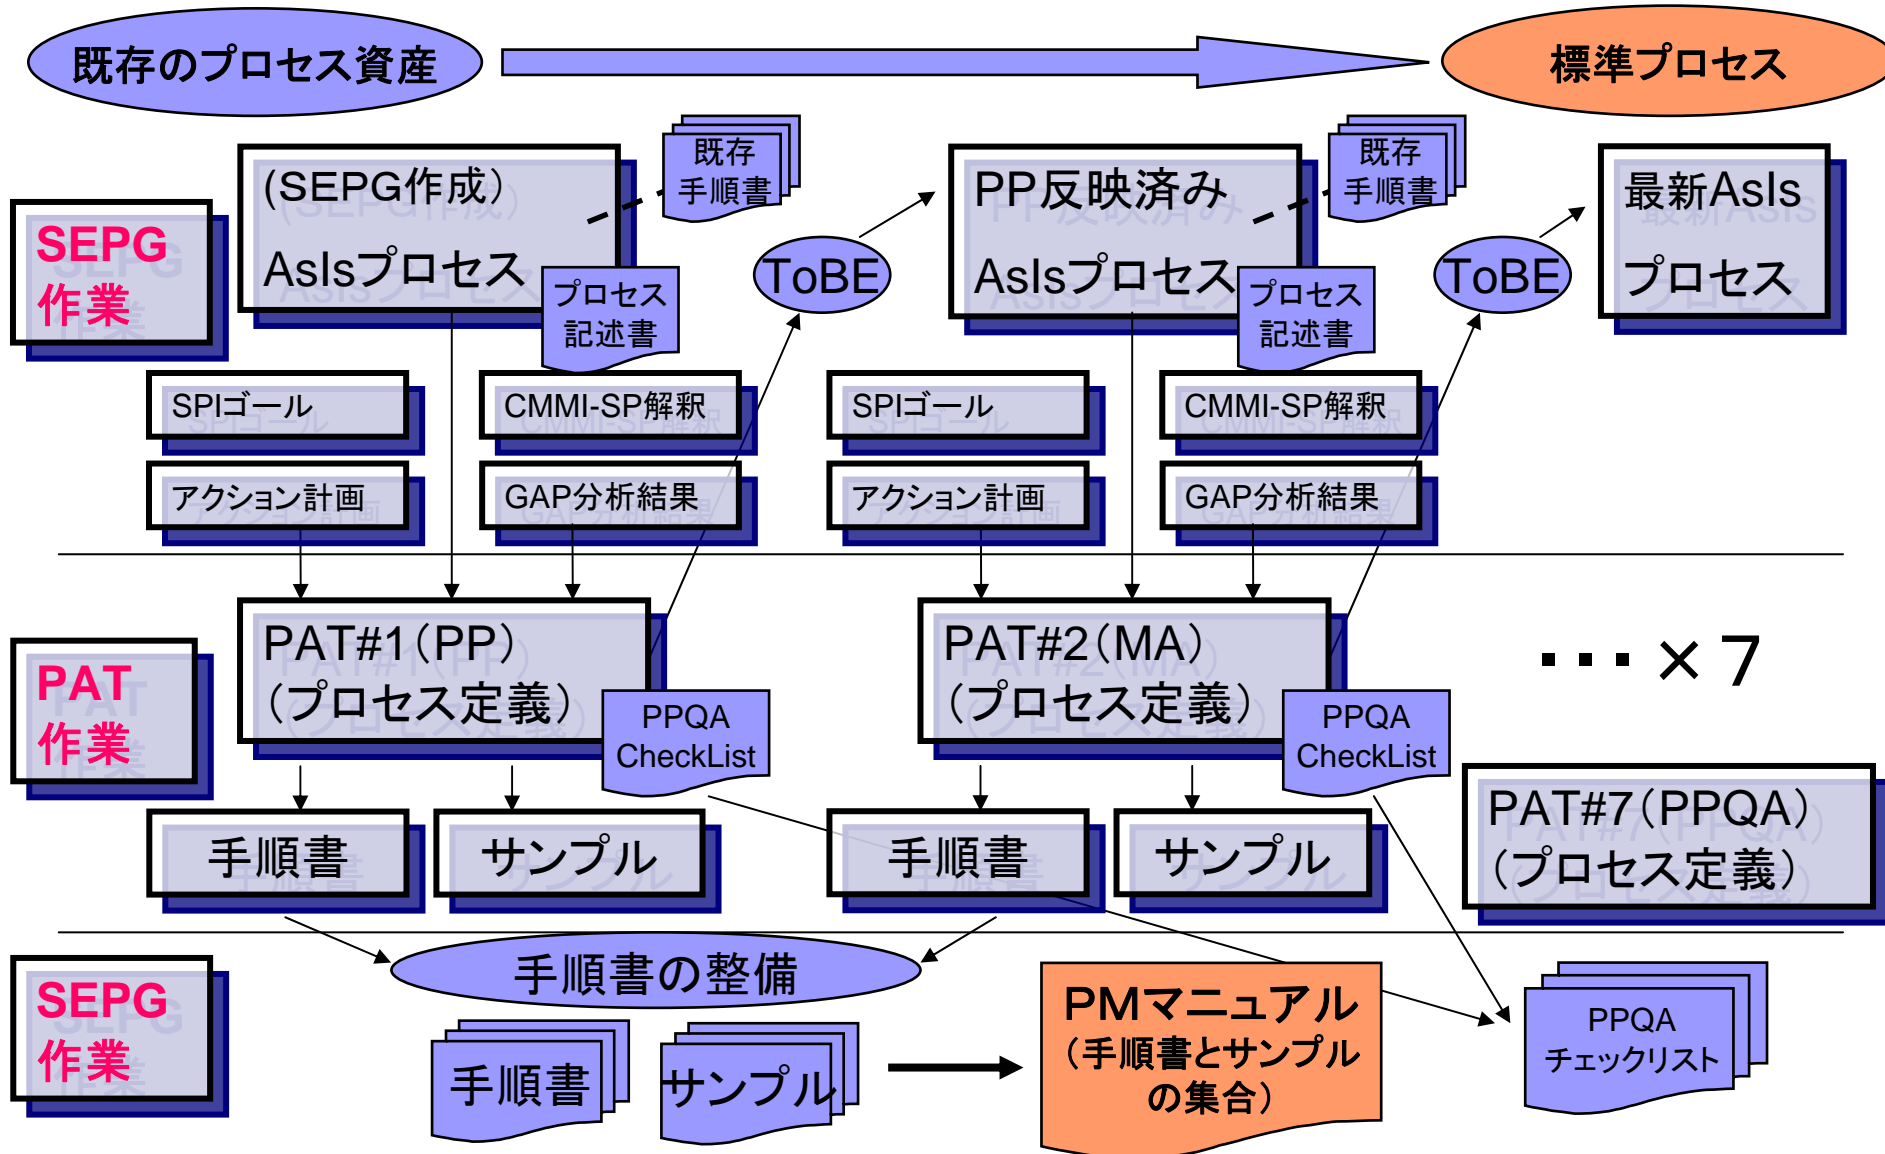 既存のプロセス資産
標準プロセス
SEPG
作業
(SEPG作成)
AsIsプロセス
既存
手順書
プロセス
記述書
ToBE
PP反映済み
AsIsプロセス
既存
手順書
プロセス
記述書
ToBE
最新AsIs
プロセス
SPIゴール
CMMI-SP解釈
SPIゴール
CMMI-SP解釈
アクション計画
GAP分析結果
アクション計画
GAP分析結果
PAT
作業
PAT#1(PP)
(プロセス定義)
PPQA
CheckList
PAT#2(MA)
(プロセス定義)
PPQA
CheckList
・・・×7
手順書
サンプル
手順書
サンプル
PAT#7(PPQA)
(プロセス定義)
SEPG
作業
手順書の整備
手順書
サンプル
PMマニュアル
(手順書とサンプル
の集合)
PPQA
チェックリスト